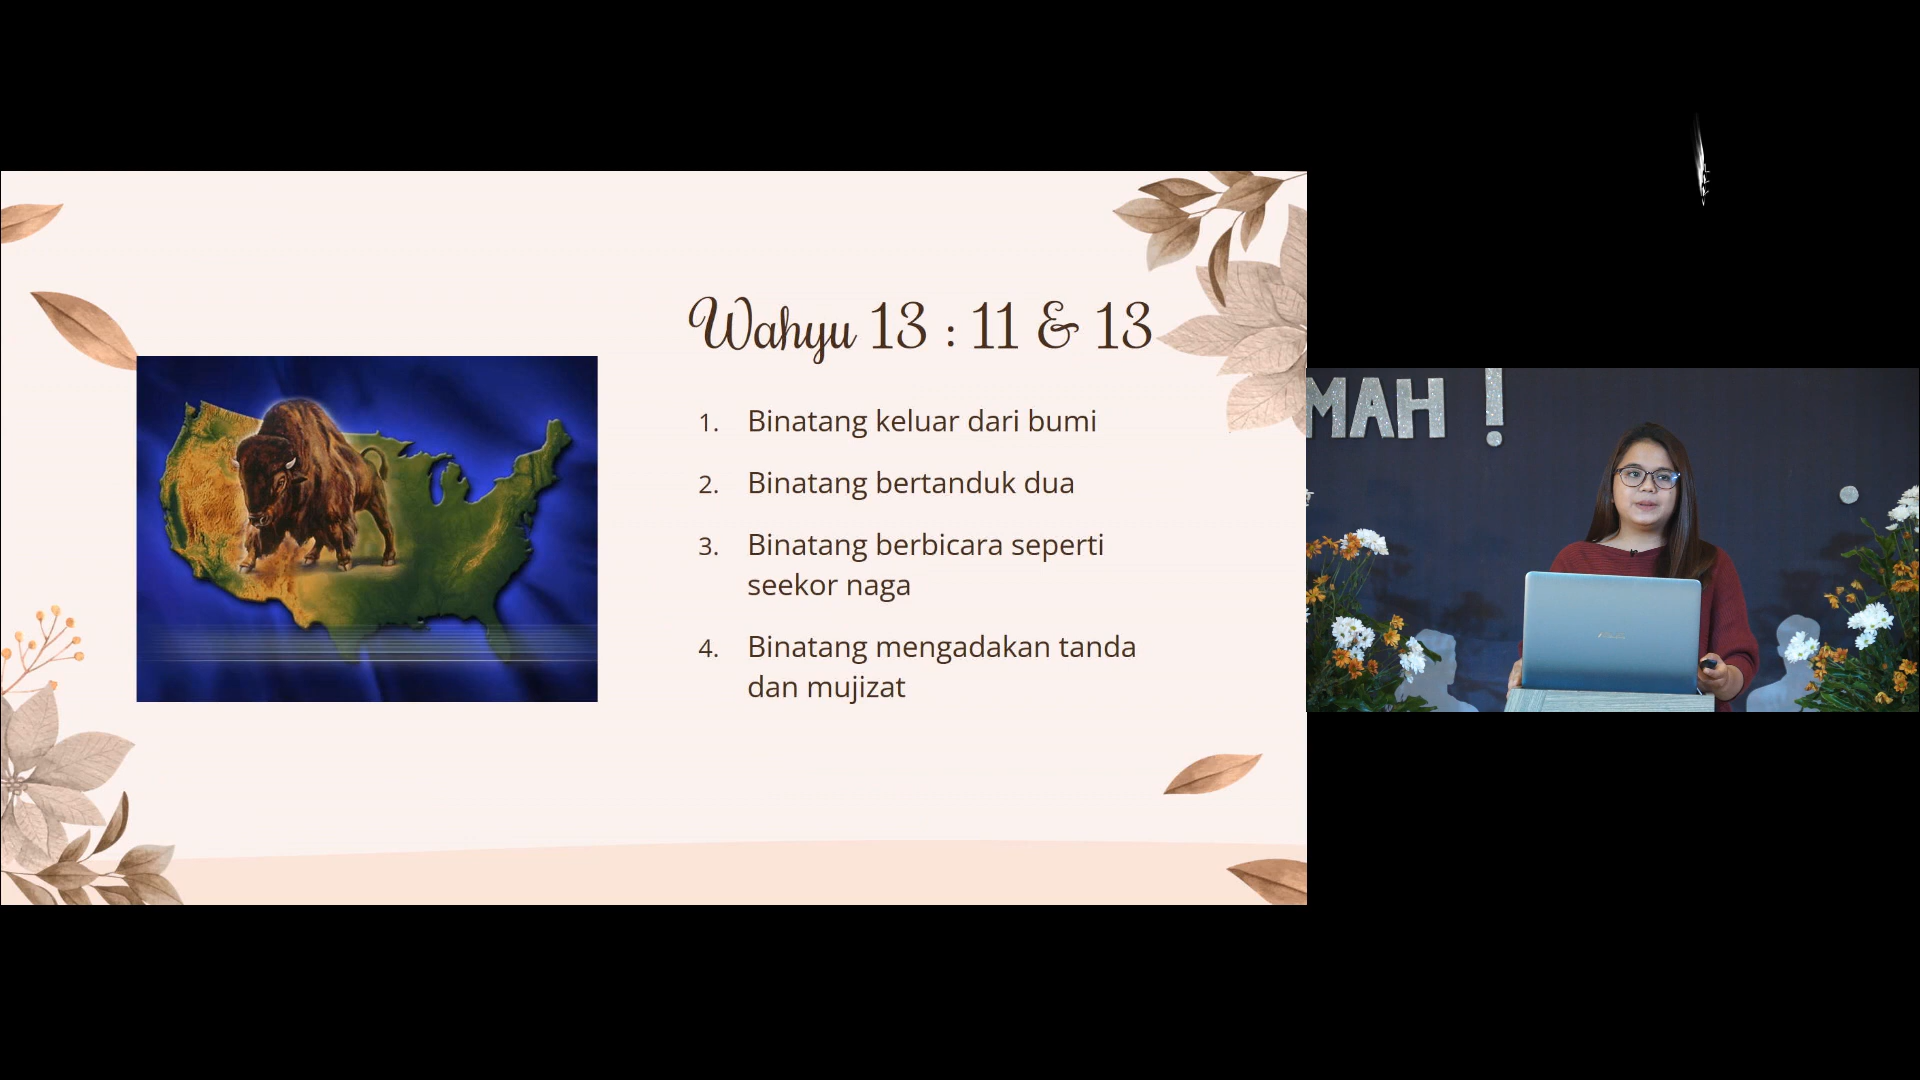 Wahyu 13 : 11 & 13
1. Binatang keluar dari bumi
2. Binatang bertanduk dua
3. Binatang berbicara seperti
seekor naga
4. Binatang mengadakan tanda
dan mujizat
MAH !